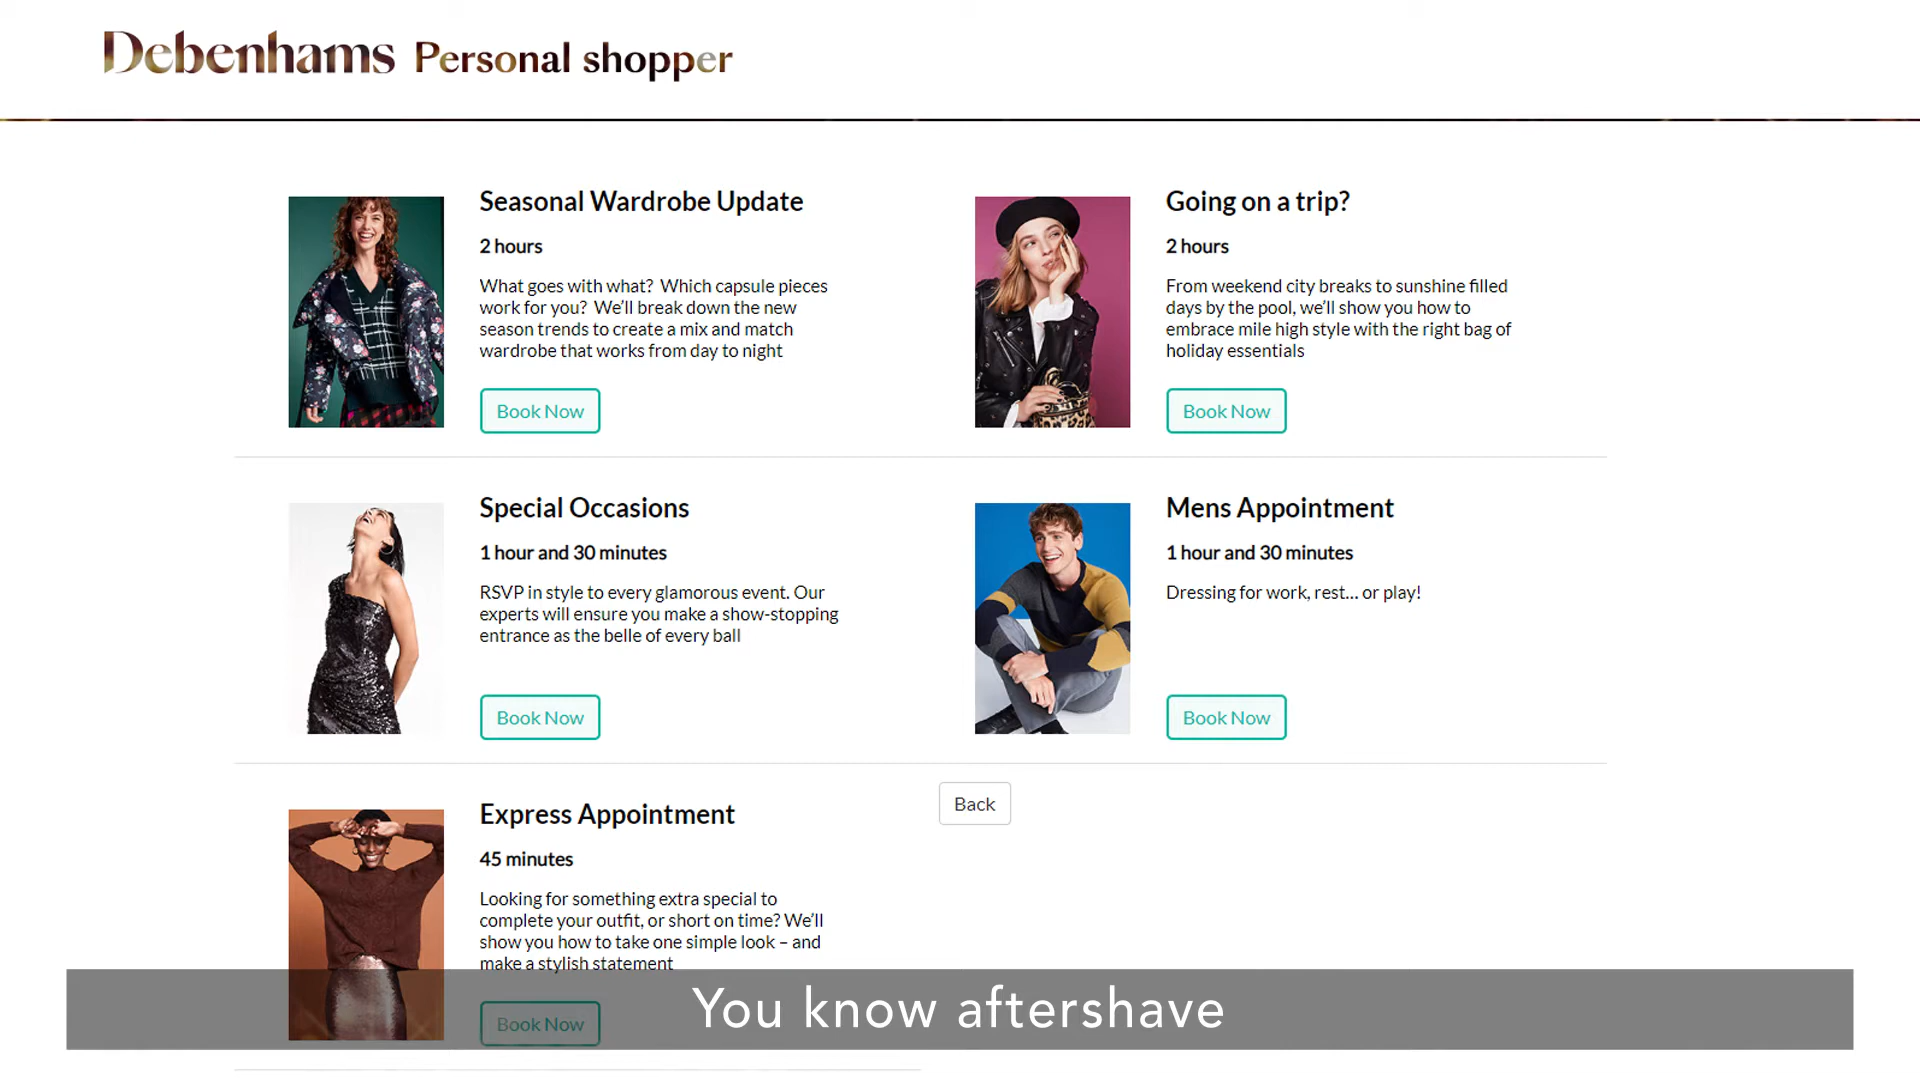 Debenhams Personal shopper
Seasonal Wardrobe Update
2 hours
What goes with what? Which capsule pieces
work for you? We'll break down the new
season trends to create a mix and match
wardrobe that works from day to night
Book Now
Going on a trip?
2 hours
From weekend city breaks to sunshine filled
days by the pool, we'll show you how to
embrace mile high style with the right bag of
holiday essentials
Book Now
Special Occasions
1 hour and 30 minutes
RSVP in style to every glamorous event. Our
experts will ensure you make a show-stopping
entrance as the belle of every ball
Book Now
Mens Appointment
1 hour and 30 minutes
Dressing for work, rest... or play!
Book Now
Express Appointment
45 minutes
Looking for something extra special to
complete your outfit, or short on time? We'll
show you how to take one simple look – and
make a stylish statement
Book Now
Back
You know aftershave